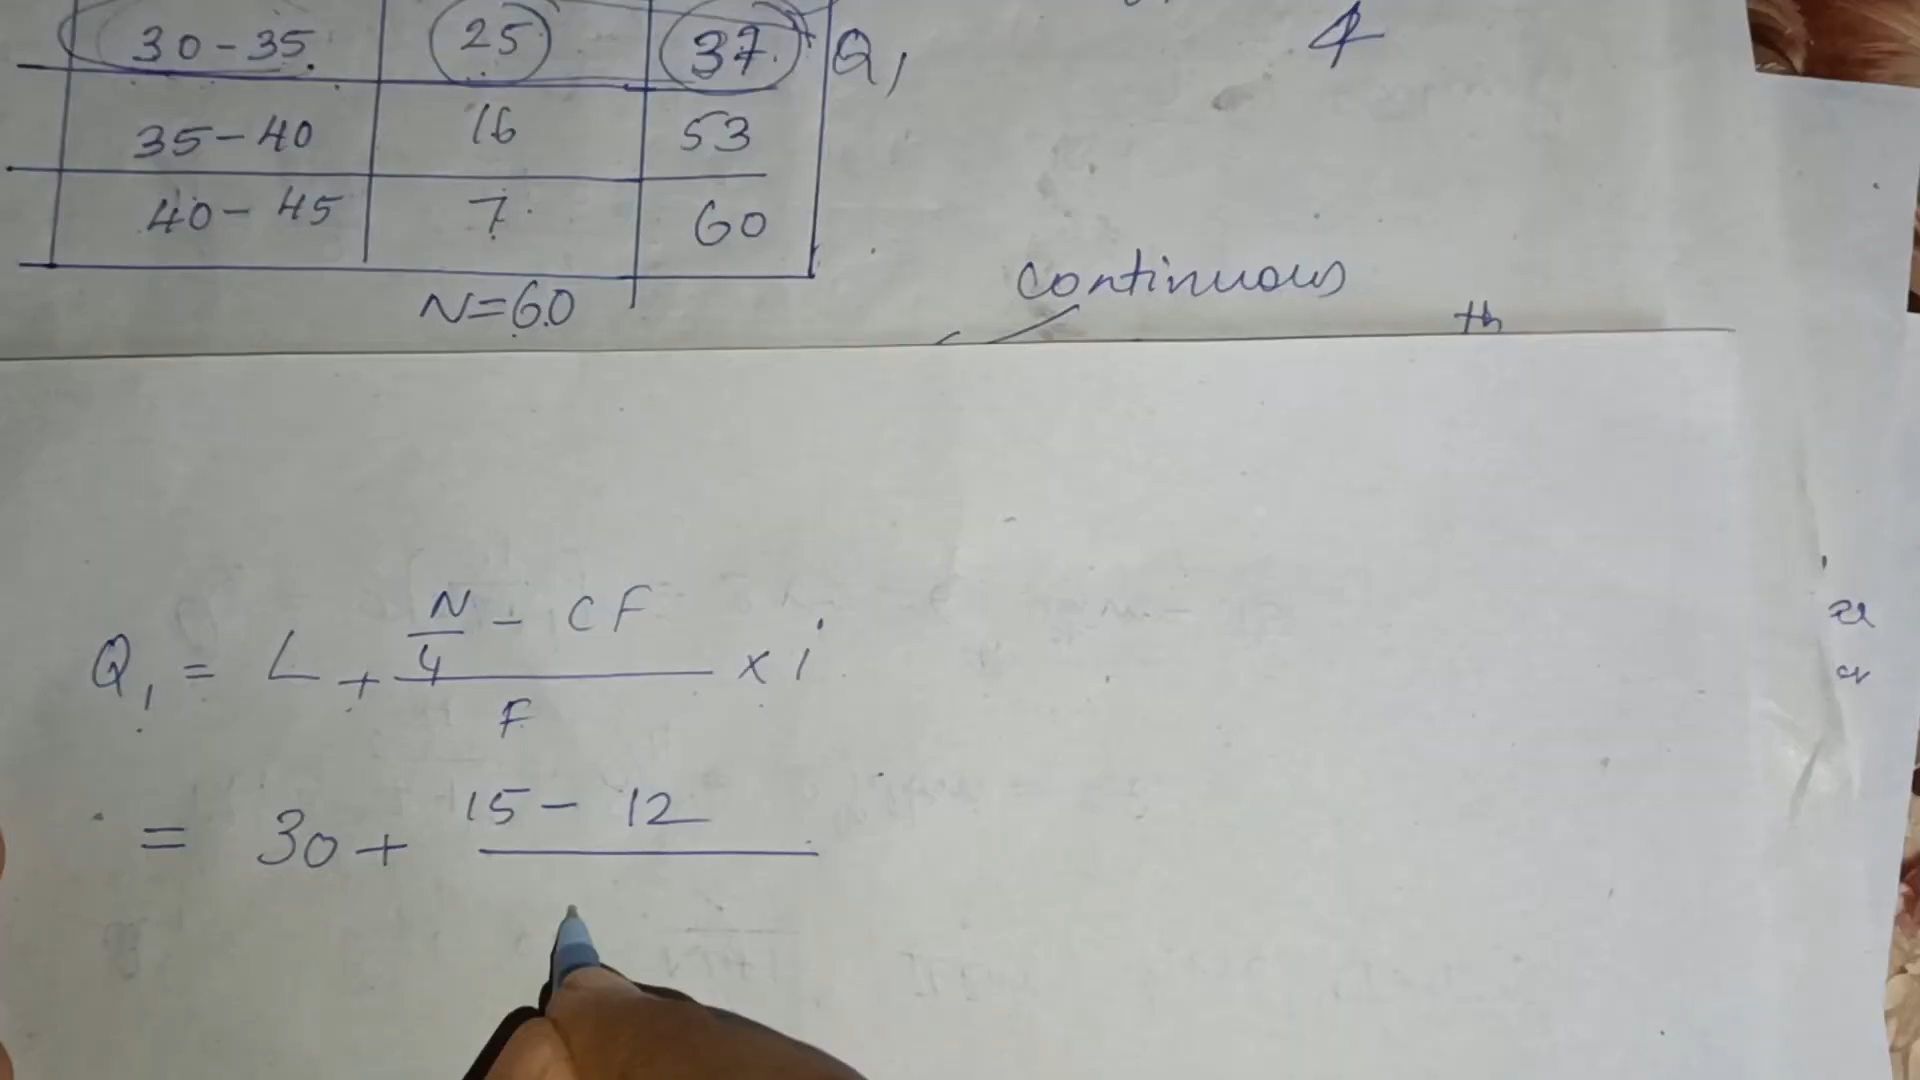 30-35 25 37 Q1
4
35-40 16 53
40-45 7 60
N=60
continuous
th
Q1 = L + N/4 - CF / F x i
= 30 + 15 - 12